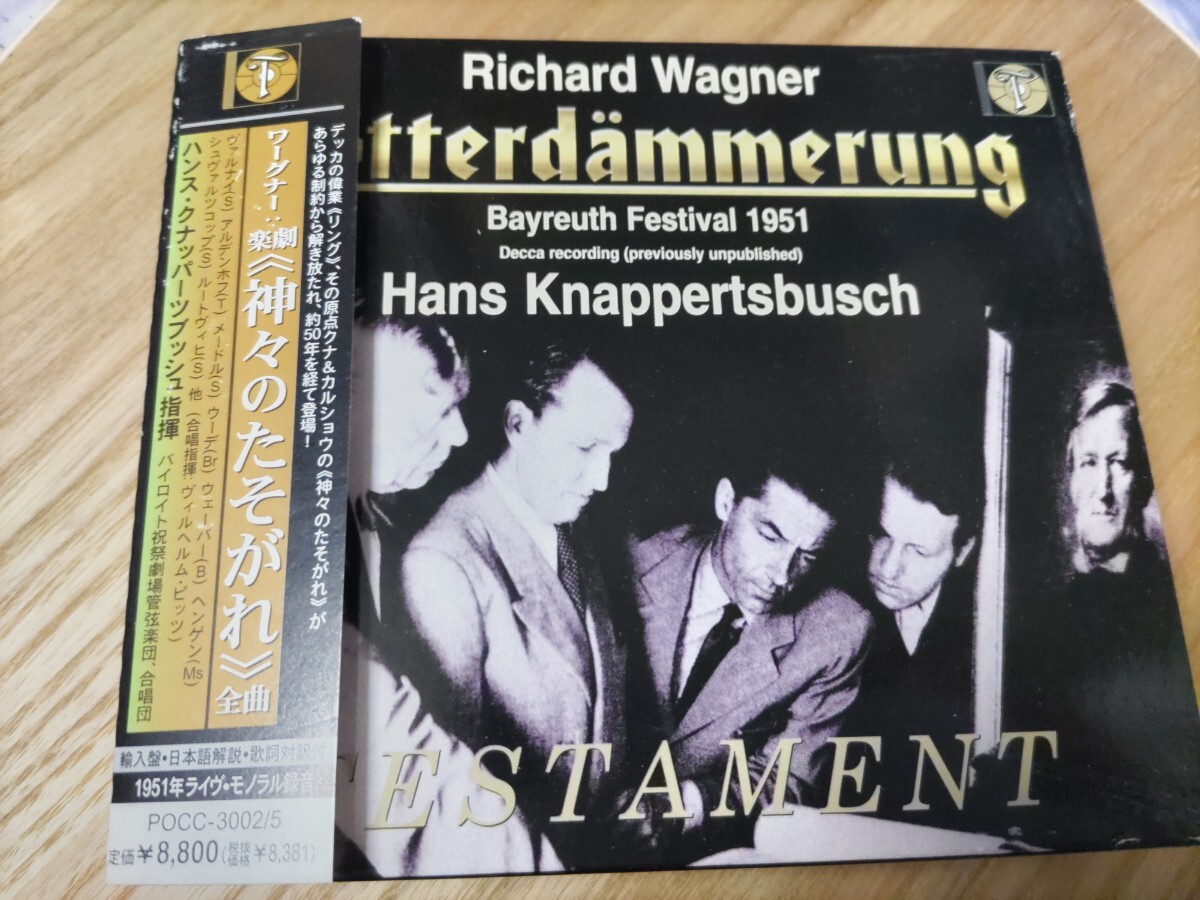 デッカの偉業《リング》、その原点クナ&カルショウの《神々のたそがれ》が
あらゆる制約から解き放たれ、約50年を経て登場!
ワーグナー:楽劇《神々のたそがれ》全曲
ヴァルナイ(S) アルデンホフ(T) メードル(S) ウーデ(Br) ウェーバー(B) ヘンゲン(Ms)
シュヴァルツコップ(S) ルートヴィヒ(S) 他 (合唱指揮:ヴィルヘルム・ピッツ)
ハンス・クナッパーツブッシュ指揮 バイロイト祝祭劇場管弦楽団、合唱団
輸入盤・日本語解説・歌詞対訳付
1951年ライヴ・モノラル録音
POCC-3002/5
定価¥8,800(税抜価格¥8,381)
Richard Wagner
tterdämmerung
Bayreuth Festival 1951
Decca recording (previously unpublished)
Hans Knappertsbusch
ESTAMENT